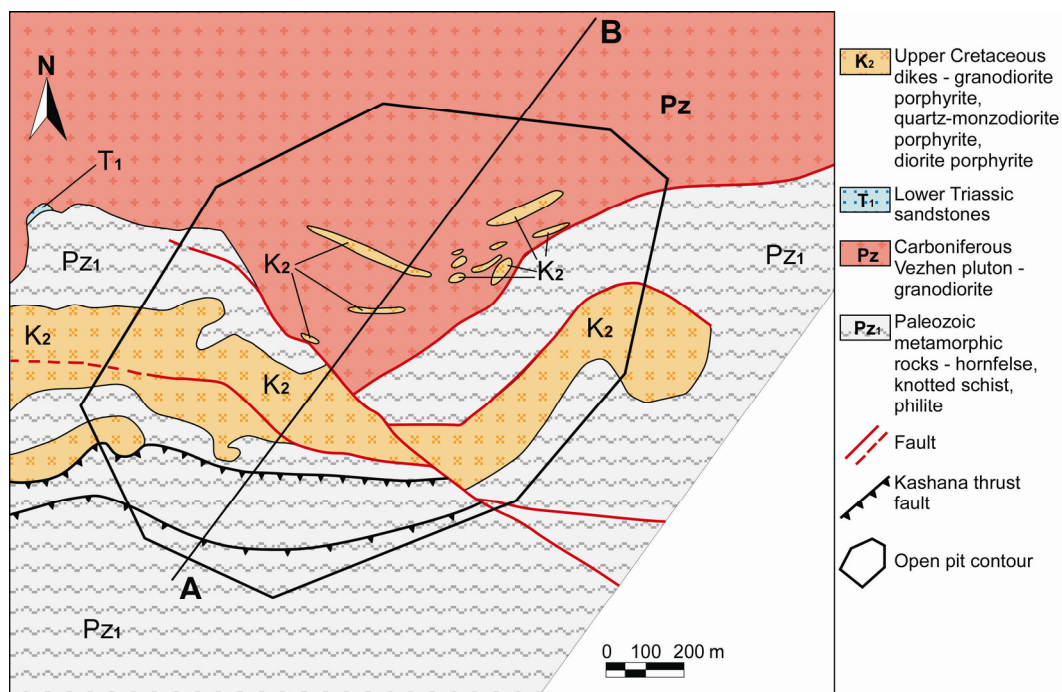 B
N
Pz
T1
Pz1
Pz1
K2
K2
K2
K2
K2
A
Pz1
0 100 200 m
K2
Upper Cretaceous
dikes - granodiorite
porphyrite,
quartz-monzodiorite
porphyrite,
diorite porphyrite
T1
Lower Triassic
sandstones
Pz
Carboniferous
Vezhen pluton -
granodiorite
Pz1
Paleozoic
metamorphic
rocks - hornfelse,
knotted schist,
philite
Fault
Kashana thrust
fault
Open pit contour